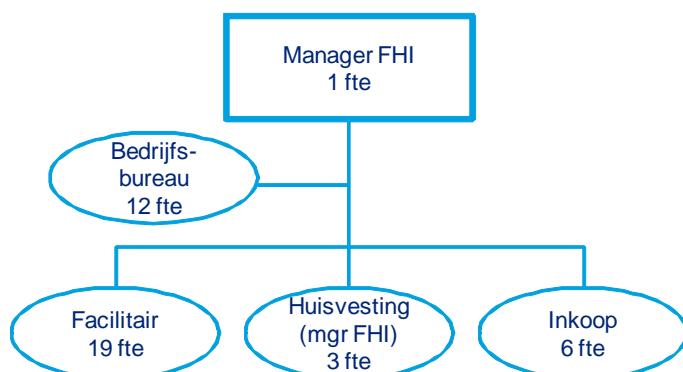 Manager FHI
1 fte
Bedrijfs-
bureau
12 fte
Facilitair
19 fte
Huisvesting
(mgr FHI)
3 fte
Inkoop
6 fte